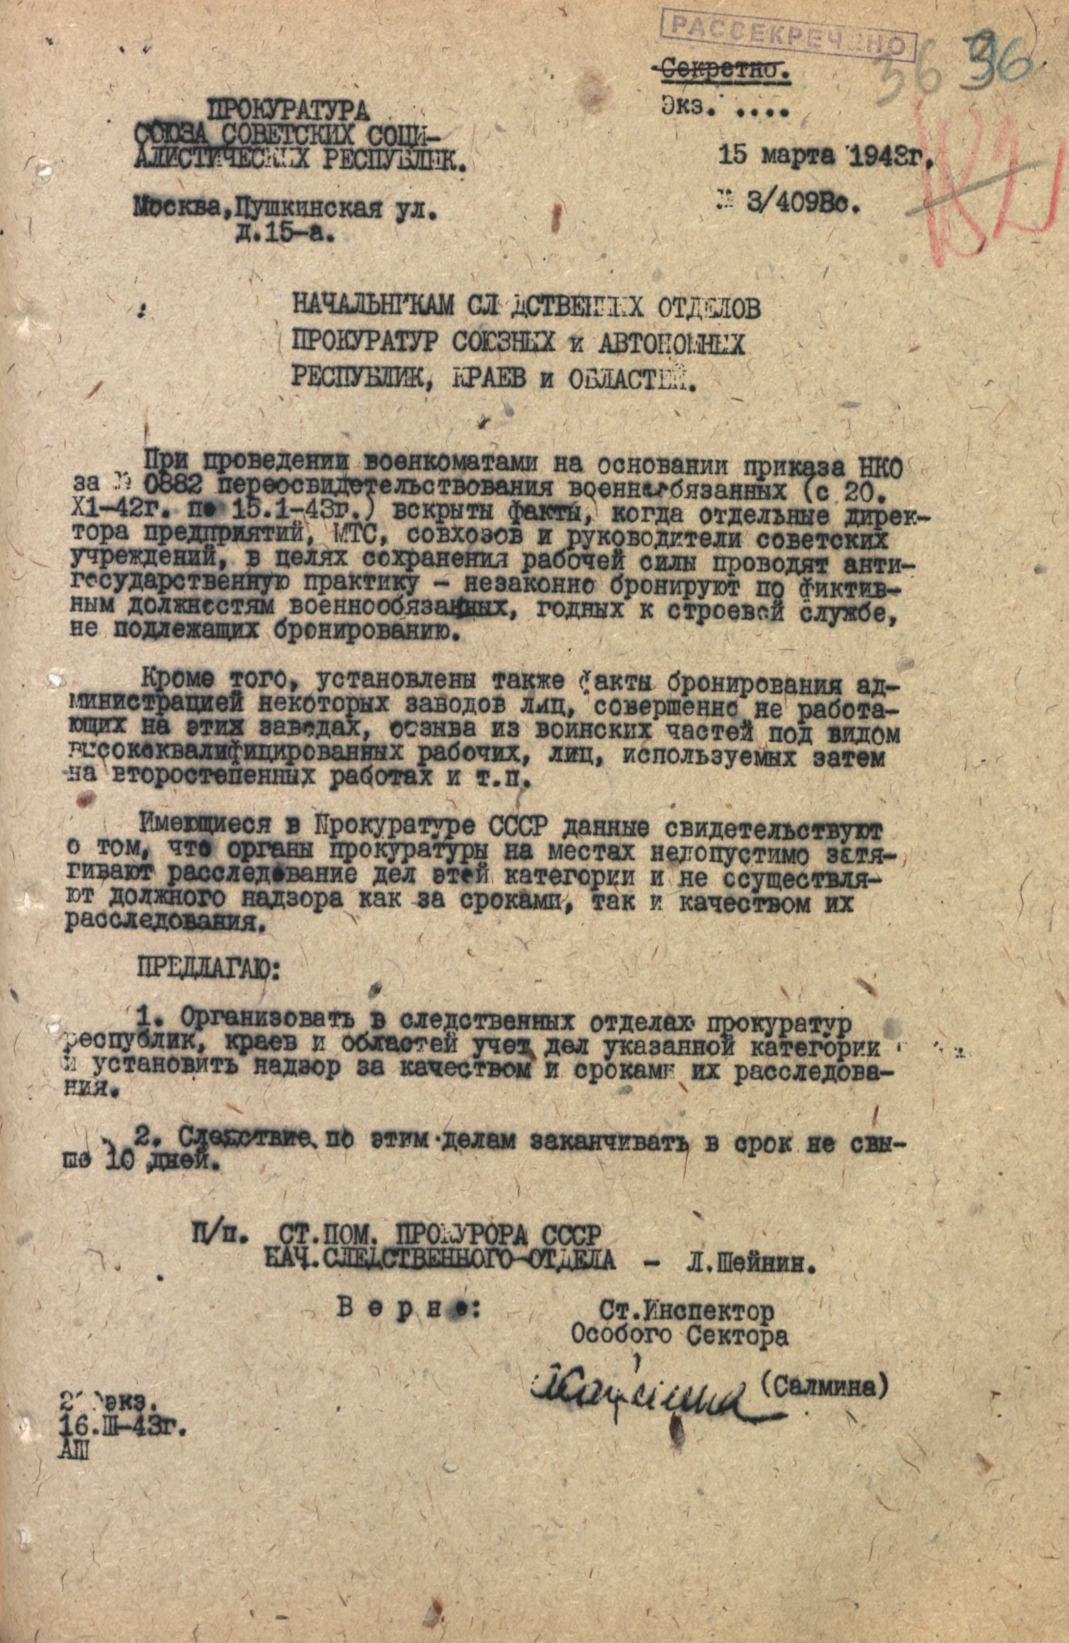 РАССЕКРЕЧЕНО
36 96
Секретно.
Экз. ....
ПРОКУРАТУРА
СОЮЗА СОВЕТСКИХ СОЦИ-
АЛИСТИЧЕСКИХ РЕСПУБЛИК.
15 марта 1943г.
№ 3/409Вс.
Москва, Пушкинская ул.
д.15-а.
НАЧАЛЬНИКАМ СЛЕДСТВЕННЫХ ОТДЕЛОВ
ПРОКУРАТУР СОЮЗНЫХ и АВТОНОМНЫХ
РЕСПУБЛИК, КРАЕВ и ОБЛАСТЕЙ.
При проведении военкоматами на основании приказа НКО
за № 0882 переосвидетельствования военнообязанных (с 20.
X1-42г. по 15.1-43г.) вскрыты факты, когда отдельные дирек-
тора предприятий, МТС, совхозов и руководители советских
учреждений, в целях сохранения рабочей силы проводят анти-
государственную практику - незаконно бронируют по фиктив-
ным должностям военнообязанных, годных к строевой службе,
не подлежащих бронированию.
Кроме того, установлены также факты бронирования ад-
министрацией некоторых заводов лиц, совершенно не работа-
ющих на этих заводах, отзыва из воинских частей под видом
высококвалифицированных рабочих, лиц, используемых затем
на второстепенных работах и т.п.
Имеющиеся в Прокуратуре СССР данные свидетельствуют
о том, что органы прокуратуры на местах недопустимо затя-
гивают расследование дел этой категории и не осуществля-
ют должного надзора как за сроками, так и качеством их
расследования.
ПРЕДЛАГАЮ:
1. Организовать в следственных отделах прокуратур
республик, краев и областей учет дел указанной категории
и установить надзор за качеством и сроками их расследова-
ния.
2. Следствие по этим делам заканчивать в срок не свы-
ше 10 дней.
П/п. СТ.ПОМ. ПРОКУРОРА СССР
НАЧ.СЛЕДСТВЕННОГО ОТДЕЛА - Л.Шейнин.
Верно:
Ст.Инспектор
Особого Сектора
(Салмина)
экз.
16.III-43г.
АШ